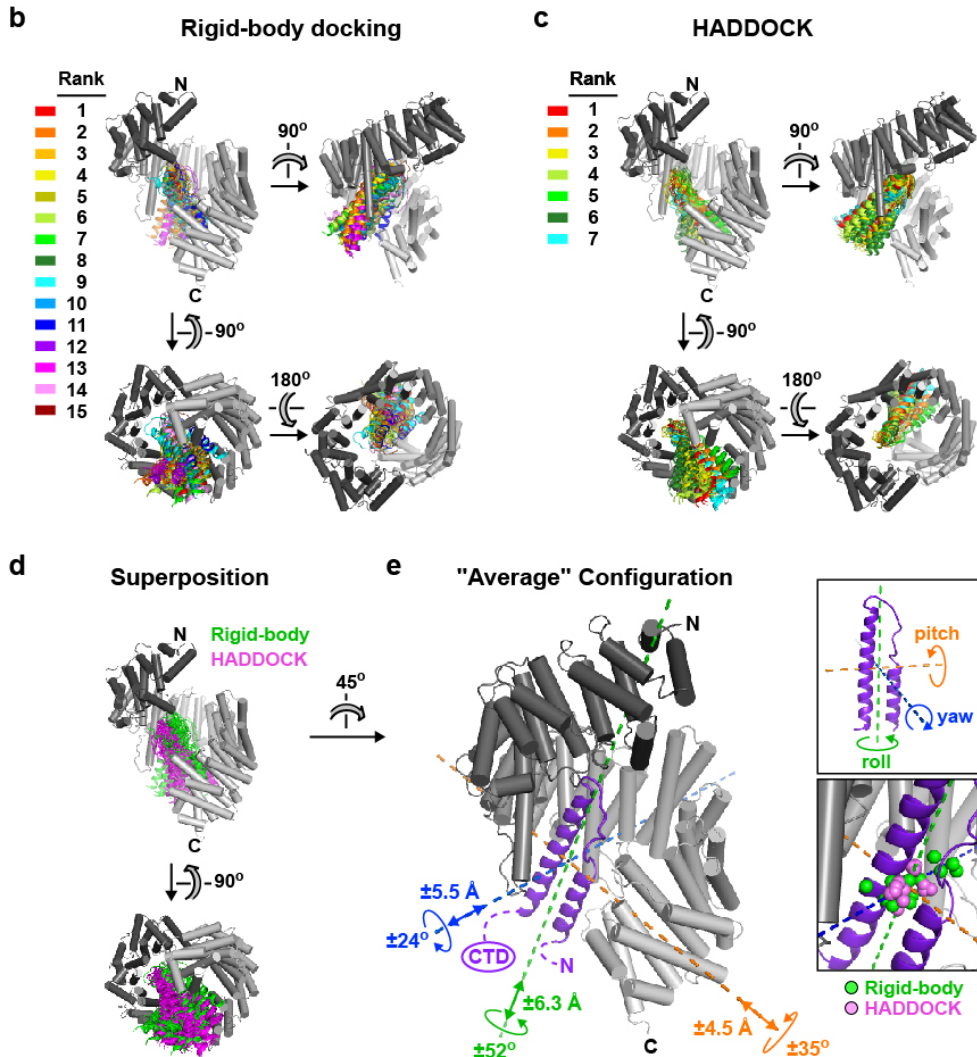 b
Rigid-body docking
Rank
1
2
3
4
5
6
7
8
9
10
11
12
13
14
15
N
90°
C
-90°
180°
c
HADDOCK
Rank
1
2
3
4
5
6
7
90°
C
-90°
180°
d
Superposition
N
Rigid-body
HADDOCK
45°
C
-90°
e
"Average" Configuration
N
±5.5 Å
±24°
CTD
N
±6.3 Å
±52°
C
±4.5 Å
±35°
pitch
yaw
roll
Rigid-body
HADDOCK